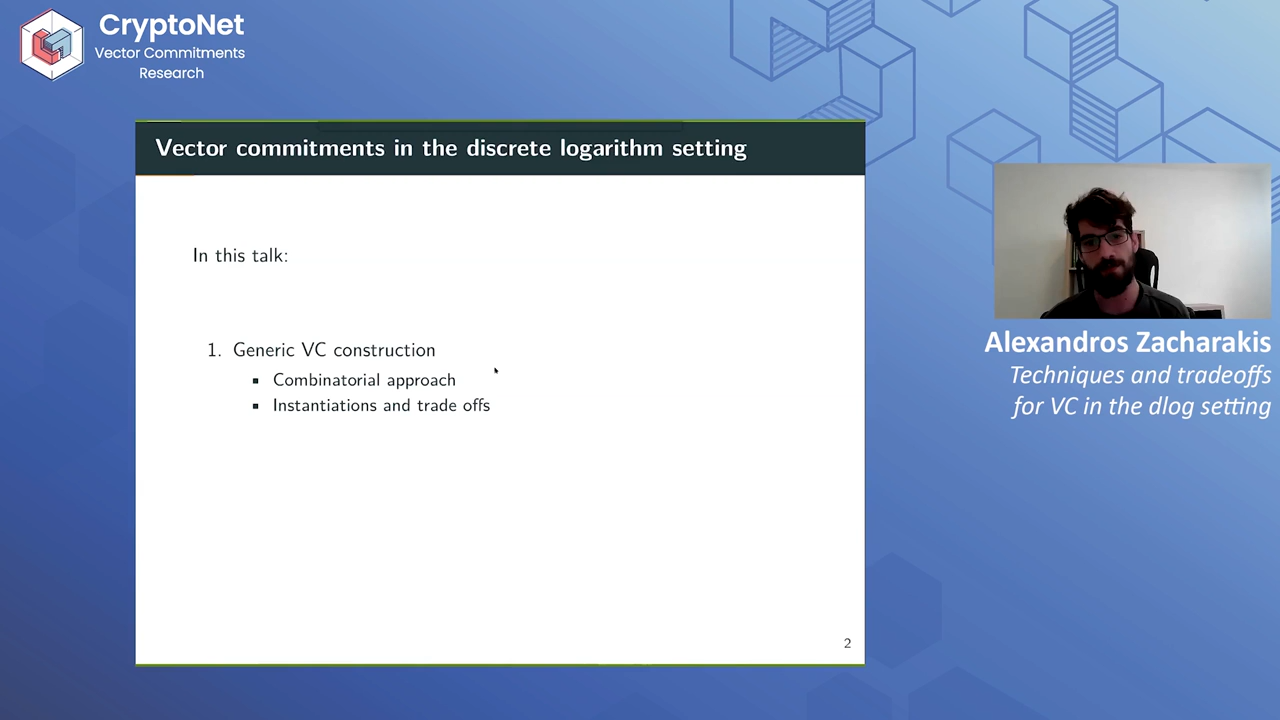 CryptoNet
Vector Commitments
Research
Vector commitments in the discrete logarithm setting
In this talk:
1. Generic VC construction
▪ Combinatorial approach
▪ Instantiations and trade offs
2
Alexandros Zacharakis
Techniques and tradeoffs
for VC in the dlog setting